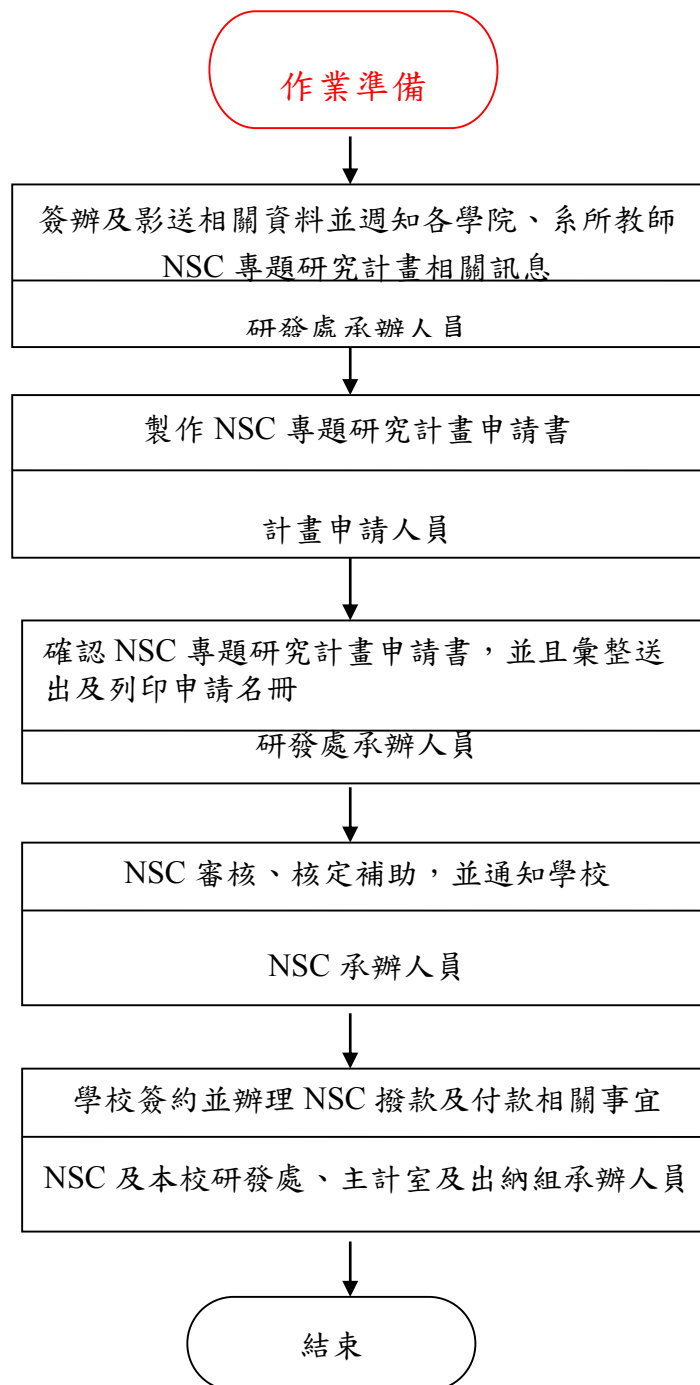 作業準備
簽辦及影送相關資料並週知各學院、系所教師
NSC 專題研究計畫相關訊息
研發處承辦人員
製作 NSC 專題研究計畫申請書
計畫申請人員
確認 NSC 專題研究計畫申請書，並且彙整送
出及列印申請名冊
研發處承辦人員
NSC 審核、核定補助，並通知學校
NSC 承辦人員
學校簽約並辦理 NSC 撥款及付款相關事宜
NSC 及本校研發處、主計室及出納組承辦人員
結束